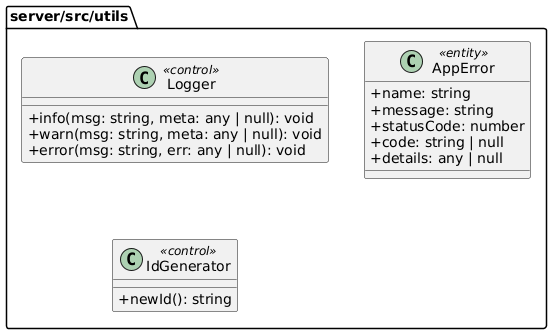 server/src/utils
C «control»
Logger
+info(msg: string, meta: any | null): void
+warn(msg: string, meta: any | null): void
+error(msg: string, err: any | null): void
C «entity»
AppError
+name: string
+message: string
+statusCode: number
+code: string | null
+details: any | null
C «control»
IdGenerator
+newId(): string